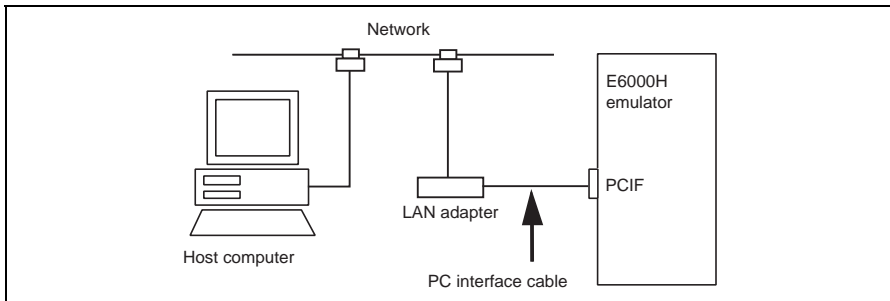 Network
E6000H
emulator
PCIF
LAN adapter
Host computer
PC interface cable